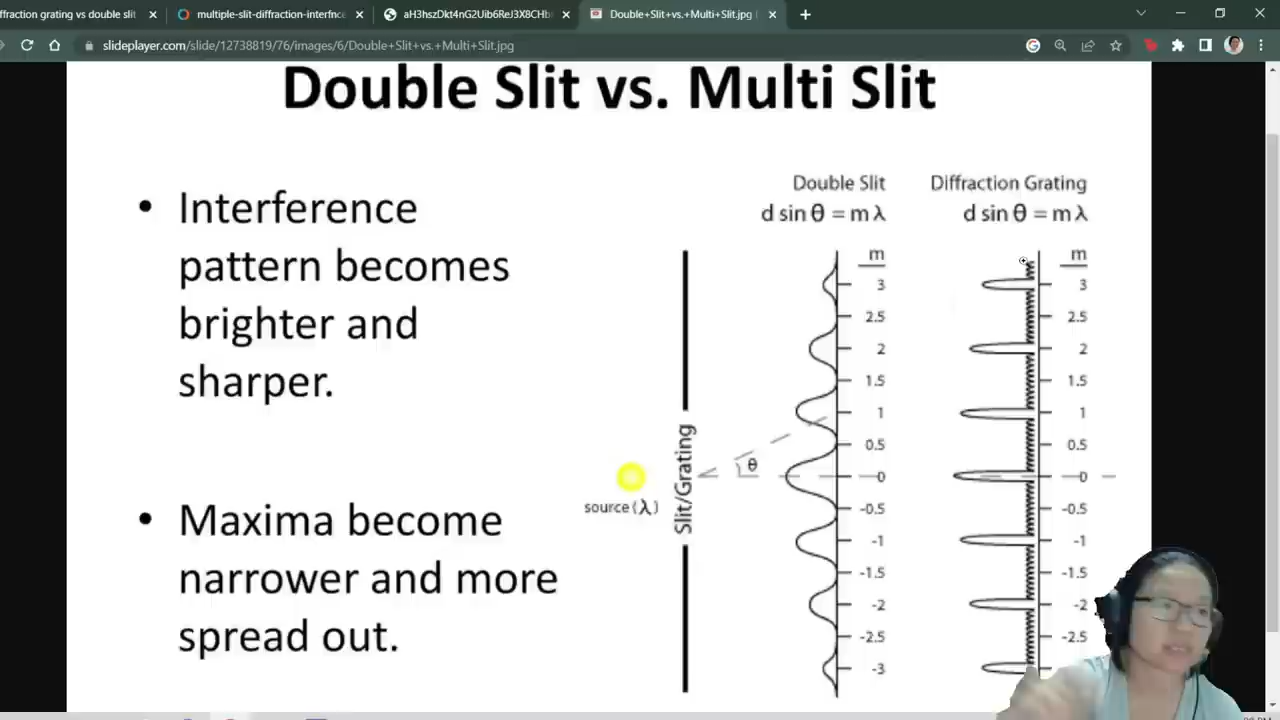 ffraction grating vs double slit
multiple-slit-diffraction-interfnce
aH3hszDkt4nG2Uib6ReJ3X8CHb
Double+Slit+vs.+Multi+Slit.jpg
slideplayer.com/slide/12738819/76/images/6/Double+Slit+vs.+Multi+Slit.jpg
Double Slit vs. Multi Slit
• Interference
pattern becomes
brighter and
sharper.
• Maxima become
narrower and more
spread out.
source (λ)
Slit/Grating
θ
Double Slit
d sin θ = m λ
m
3
2.5
2
1.5
1
0.5
0
-0.5
-1
-1.5
-2
-2.5
-3
Diffraction Grating
d sin θ = m λ
m
3
2.5
2
1.5
1
0.5
0
-0.5
-1
-1.5
-2
-2.5